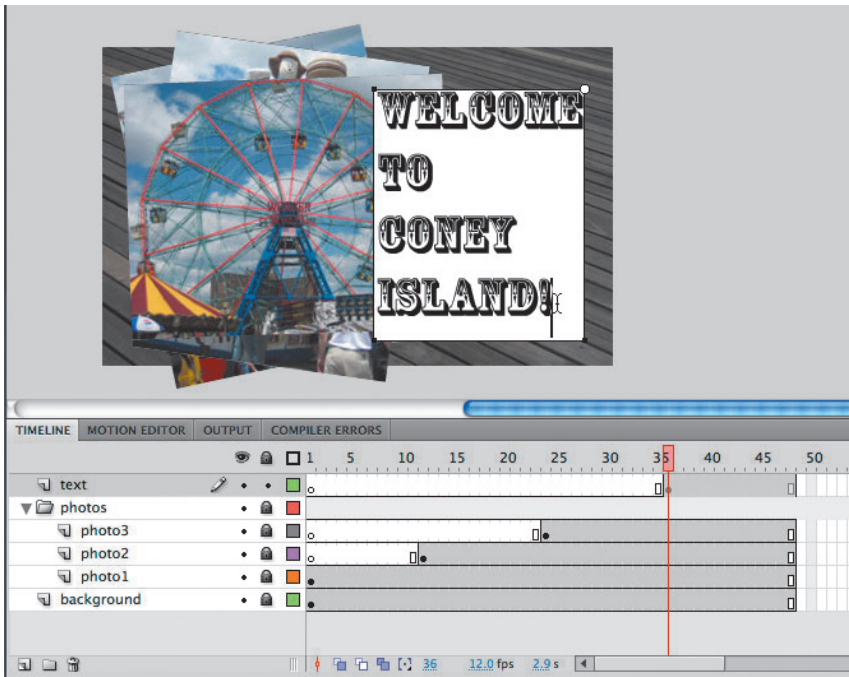 WELCOME
TO
CONEY
ISLAND!
TIMELINE MOTION EDITOR OUTPUT COMPILER ERRORS
1 5 10 15 20 25 30 35 40 45 50
text
photos
photo3
photo2
photo1
background
36 12.0 fps 2.9 s